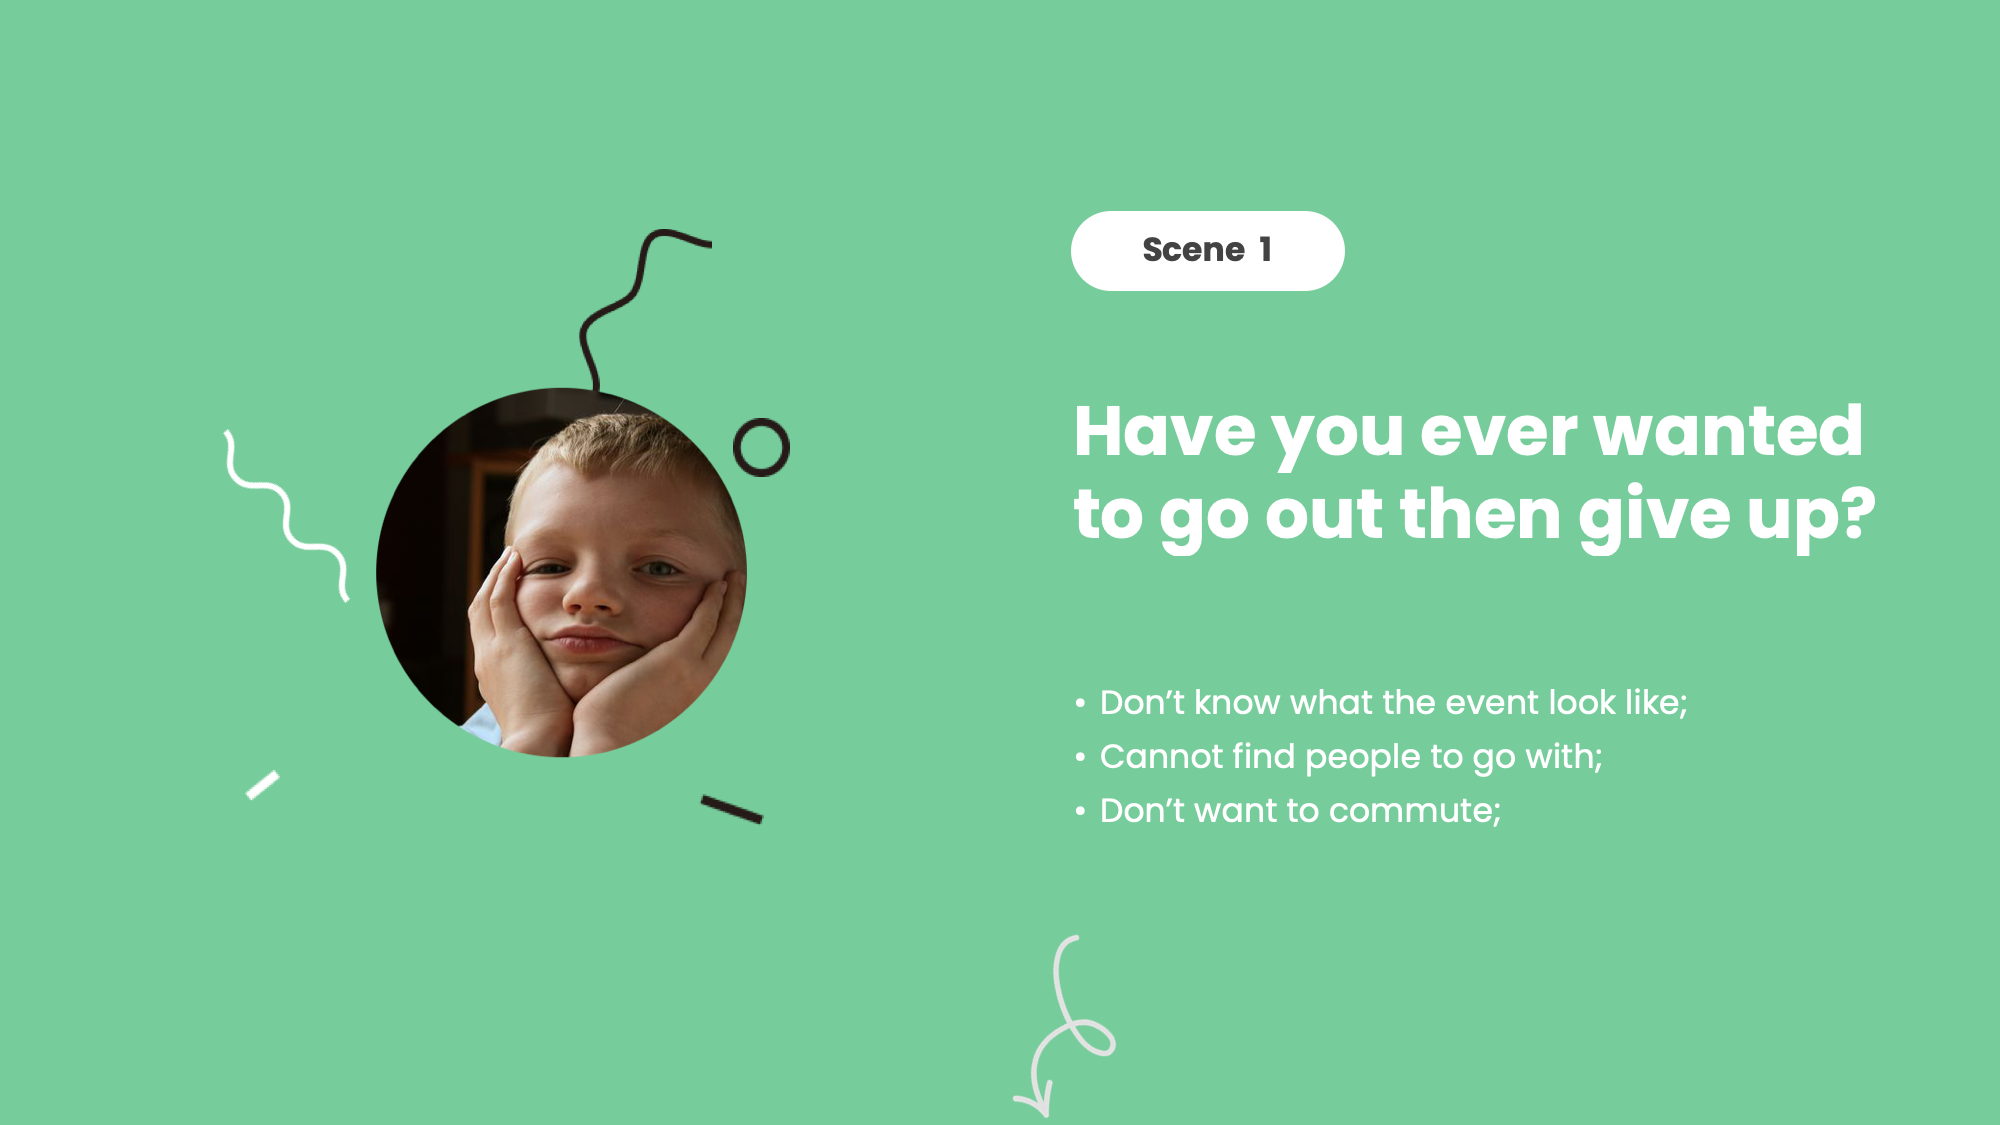 Scene 1
Have you ever wanted
to go out then give up?
• Don’t know what the event look like;
• Cannot find people to go with;
• Don’t want to commute;